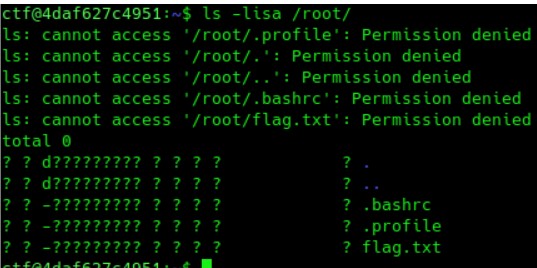 ctf@4daf627c4951:~$ ls -lisa /root/
ls: cannot access '/root/.profile': Permission denied
ls: cannot access '/root/.': Permission denied
ls: cannot access '/root/..': Permission denied
ls: cannot access '/root/.bashrc': Permission denied
ls: cannot access '/root/flag.txt': Permission denied
total 0
? ? d????????? ? ? ? ?            ? .
? ? d????????? ? ? ? ?            ? ..
? ? -????????? ? ? ? ?            ? .bashrc
? ? -????????? ? ? ? ?            ? .profile
? ? -????????? ? ? ? ?            ? flag.txt
ctf@4daf627c4951:~$